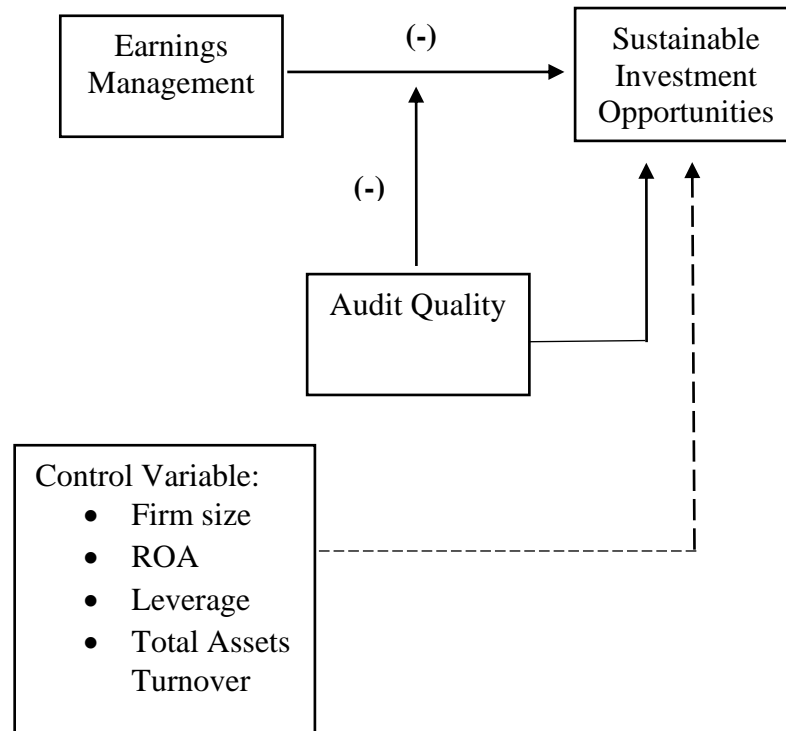 Earnings
Management
(-)
Sustainable
Investment
Opportunities
(-)
Audit Quality
Control Variable:
• Firm size
• ROA
• Leverage
• Total Assets
Turnover